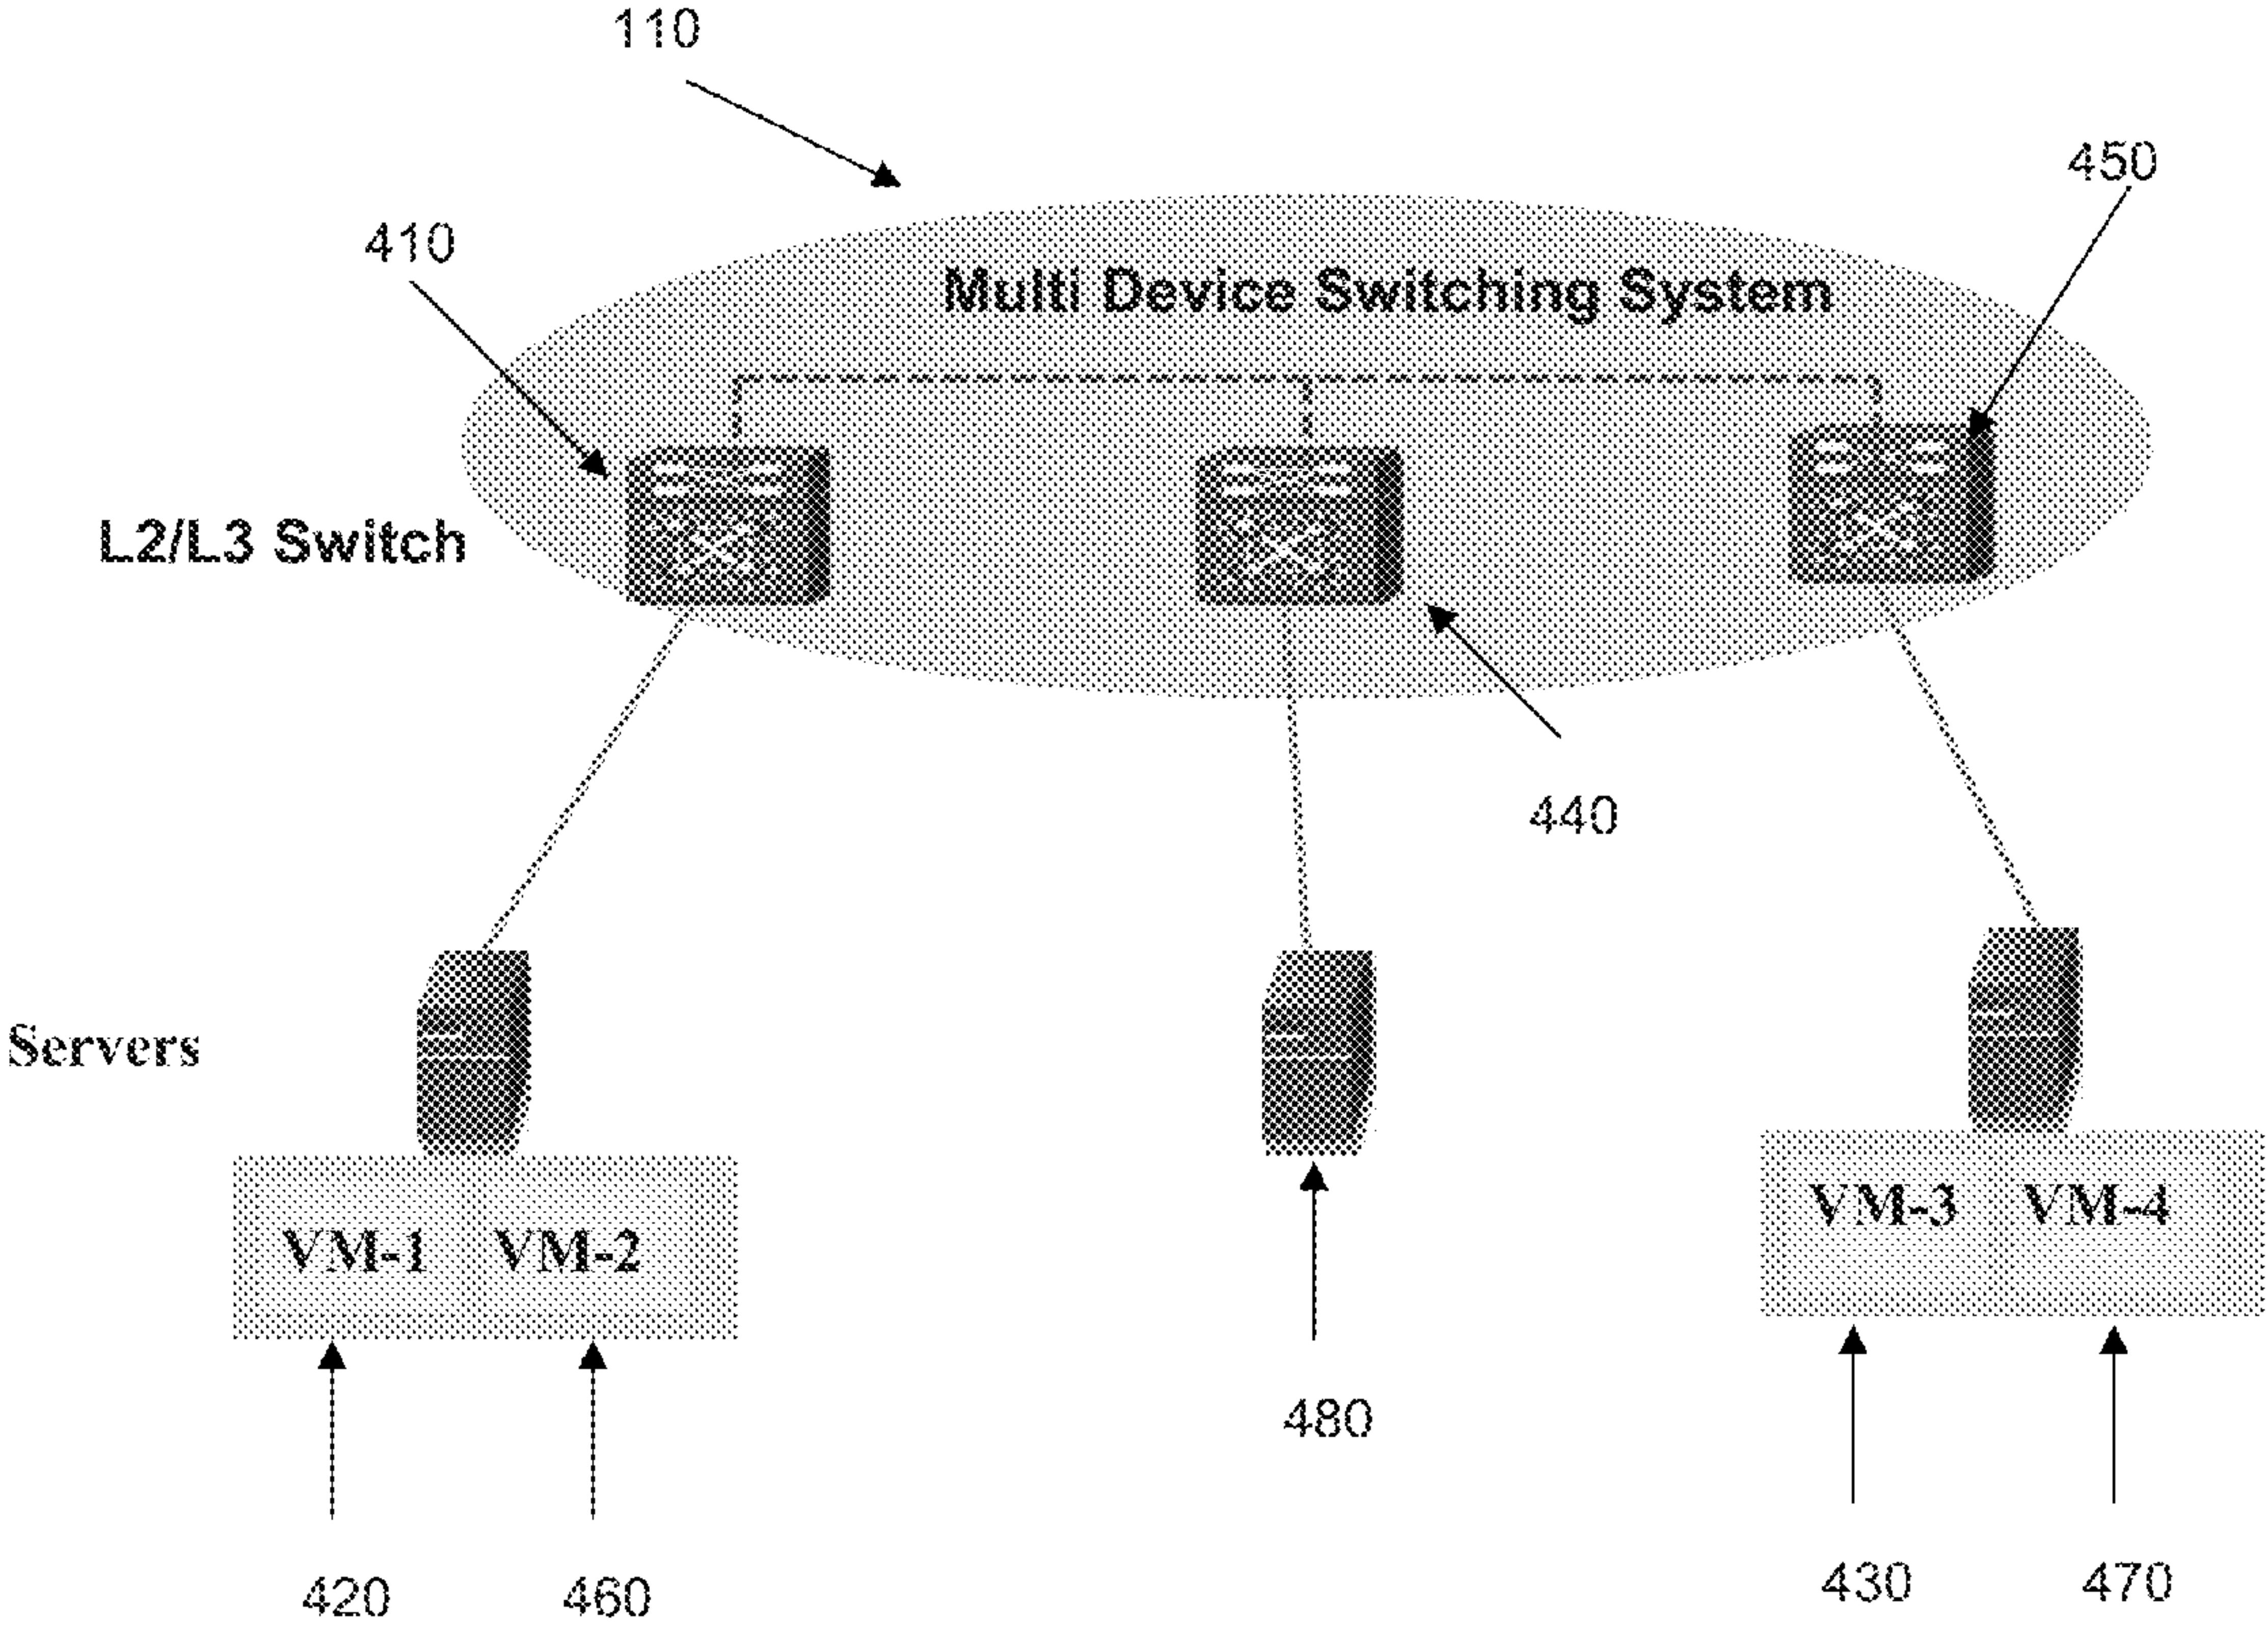 110
450
410
Multi Device Switching System
L2/L3 Switch
440
Servers
VM-3 VM-4
VM-1 VM-2
480
430 470
420 460